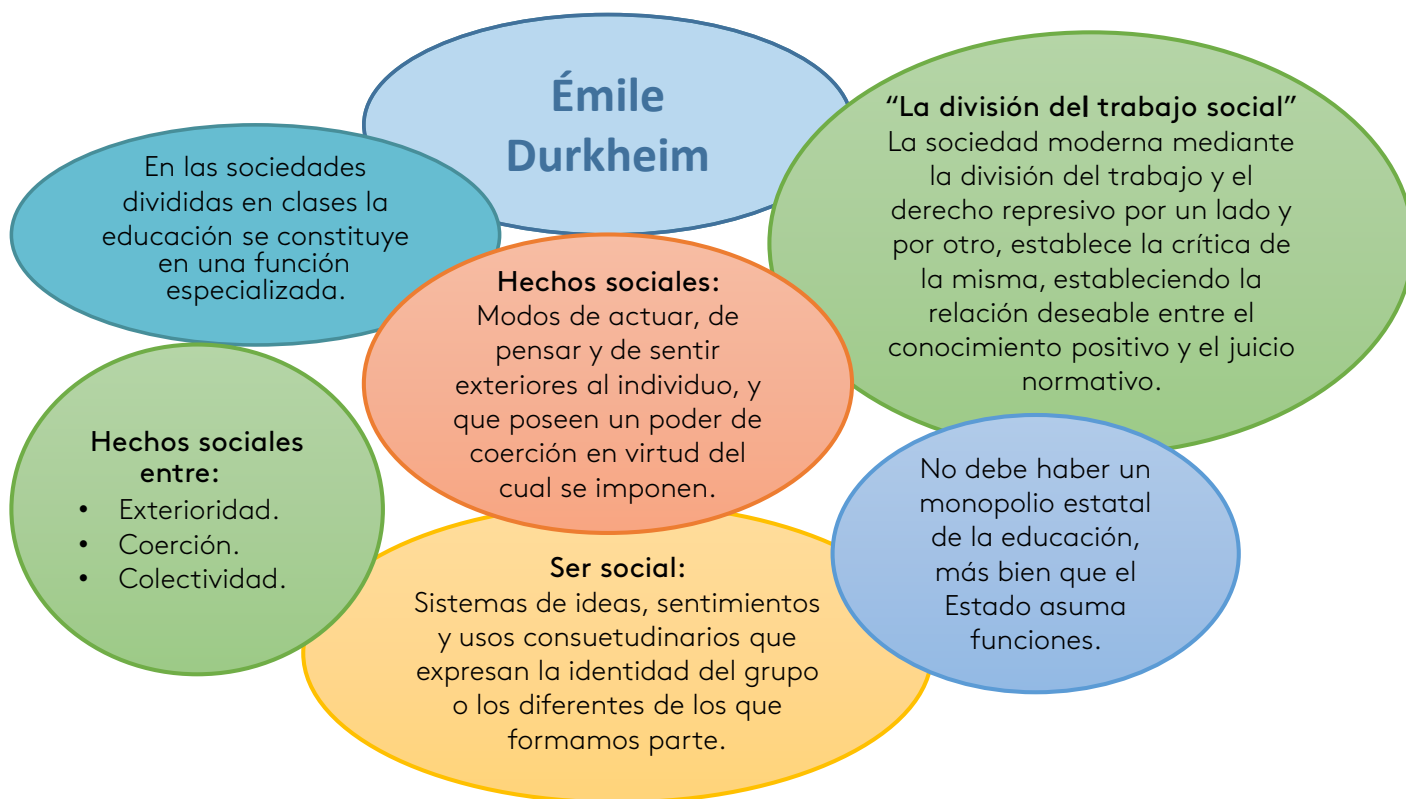 Émile
Durkheim
En las sociedades
divididas en clases la
educación se constituye
en una función
especializada.
“La división del trabajo social”
La sociedad moderna mediante
la división del trabajo y el
derecho represivo por un lado y
por otro, establece la crítica de
la misma, estableciendo la
relación deseable entre el
conocimiento positivo y el juicio
normativo.
Hechos sociales:
Modos de actuar, de
pensar y de sentir
exteriores al individuo, y
que poseen un poder de
coerción en virtud del
cual se imponen.
Hechos sociales
entre:
• Exterioridad.
• Coerción.
• Colectividad.
No debe haber un
monopolio estatal
de la educación,
más bien que el
Estado asuma
funciones.
Ser social:
Sistemas de ideas, sentimientos
y usos consuetudinarios que
expresan la identidad del grupo
o los diferentes de los que
formamos parte.